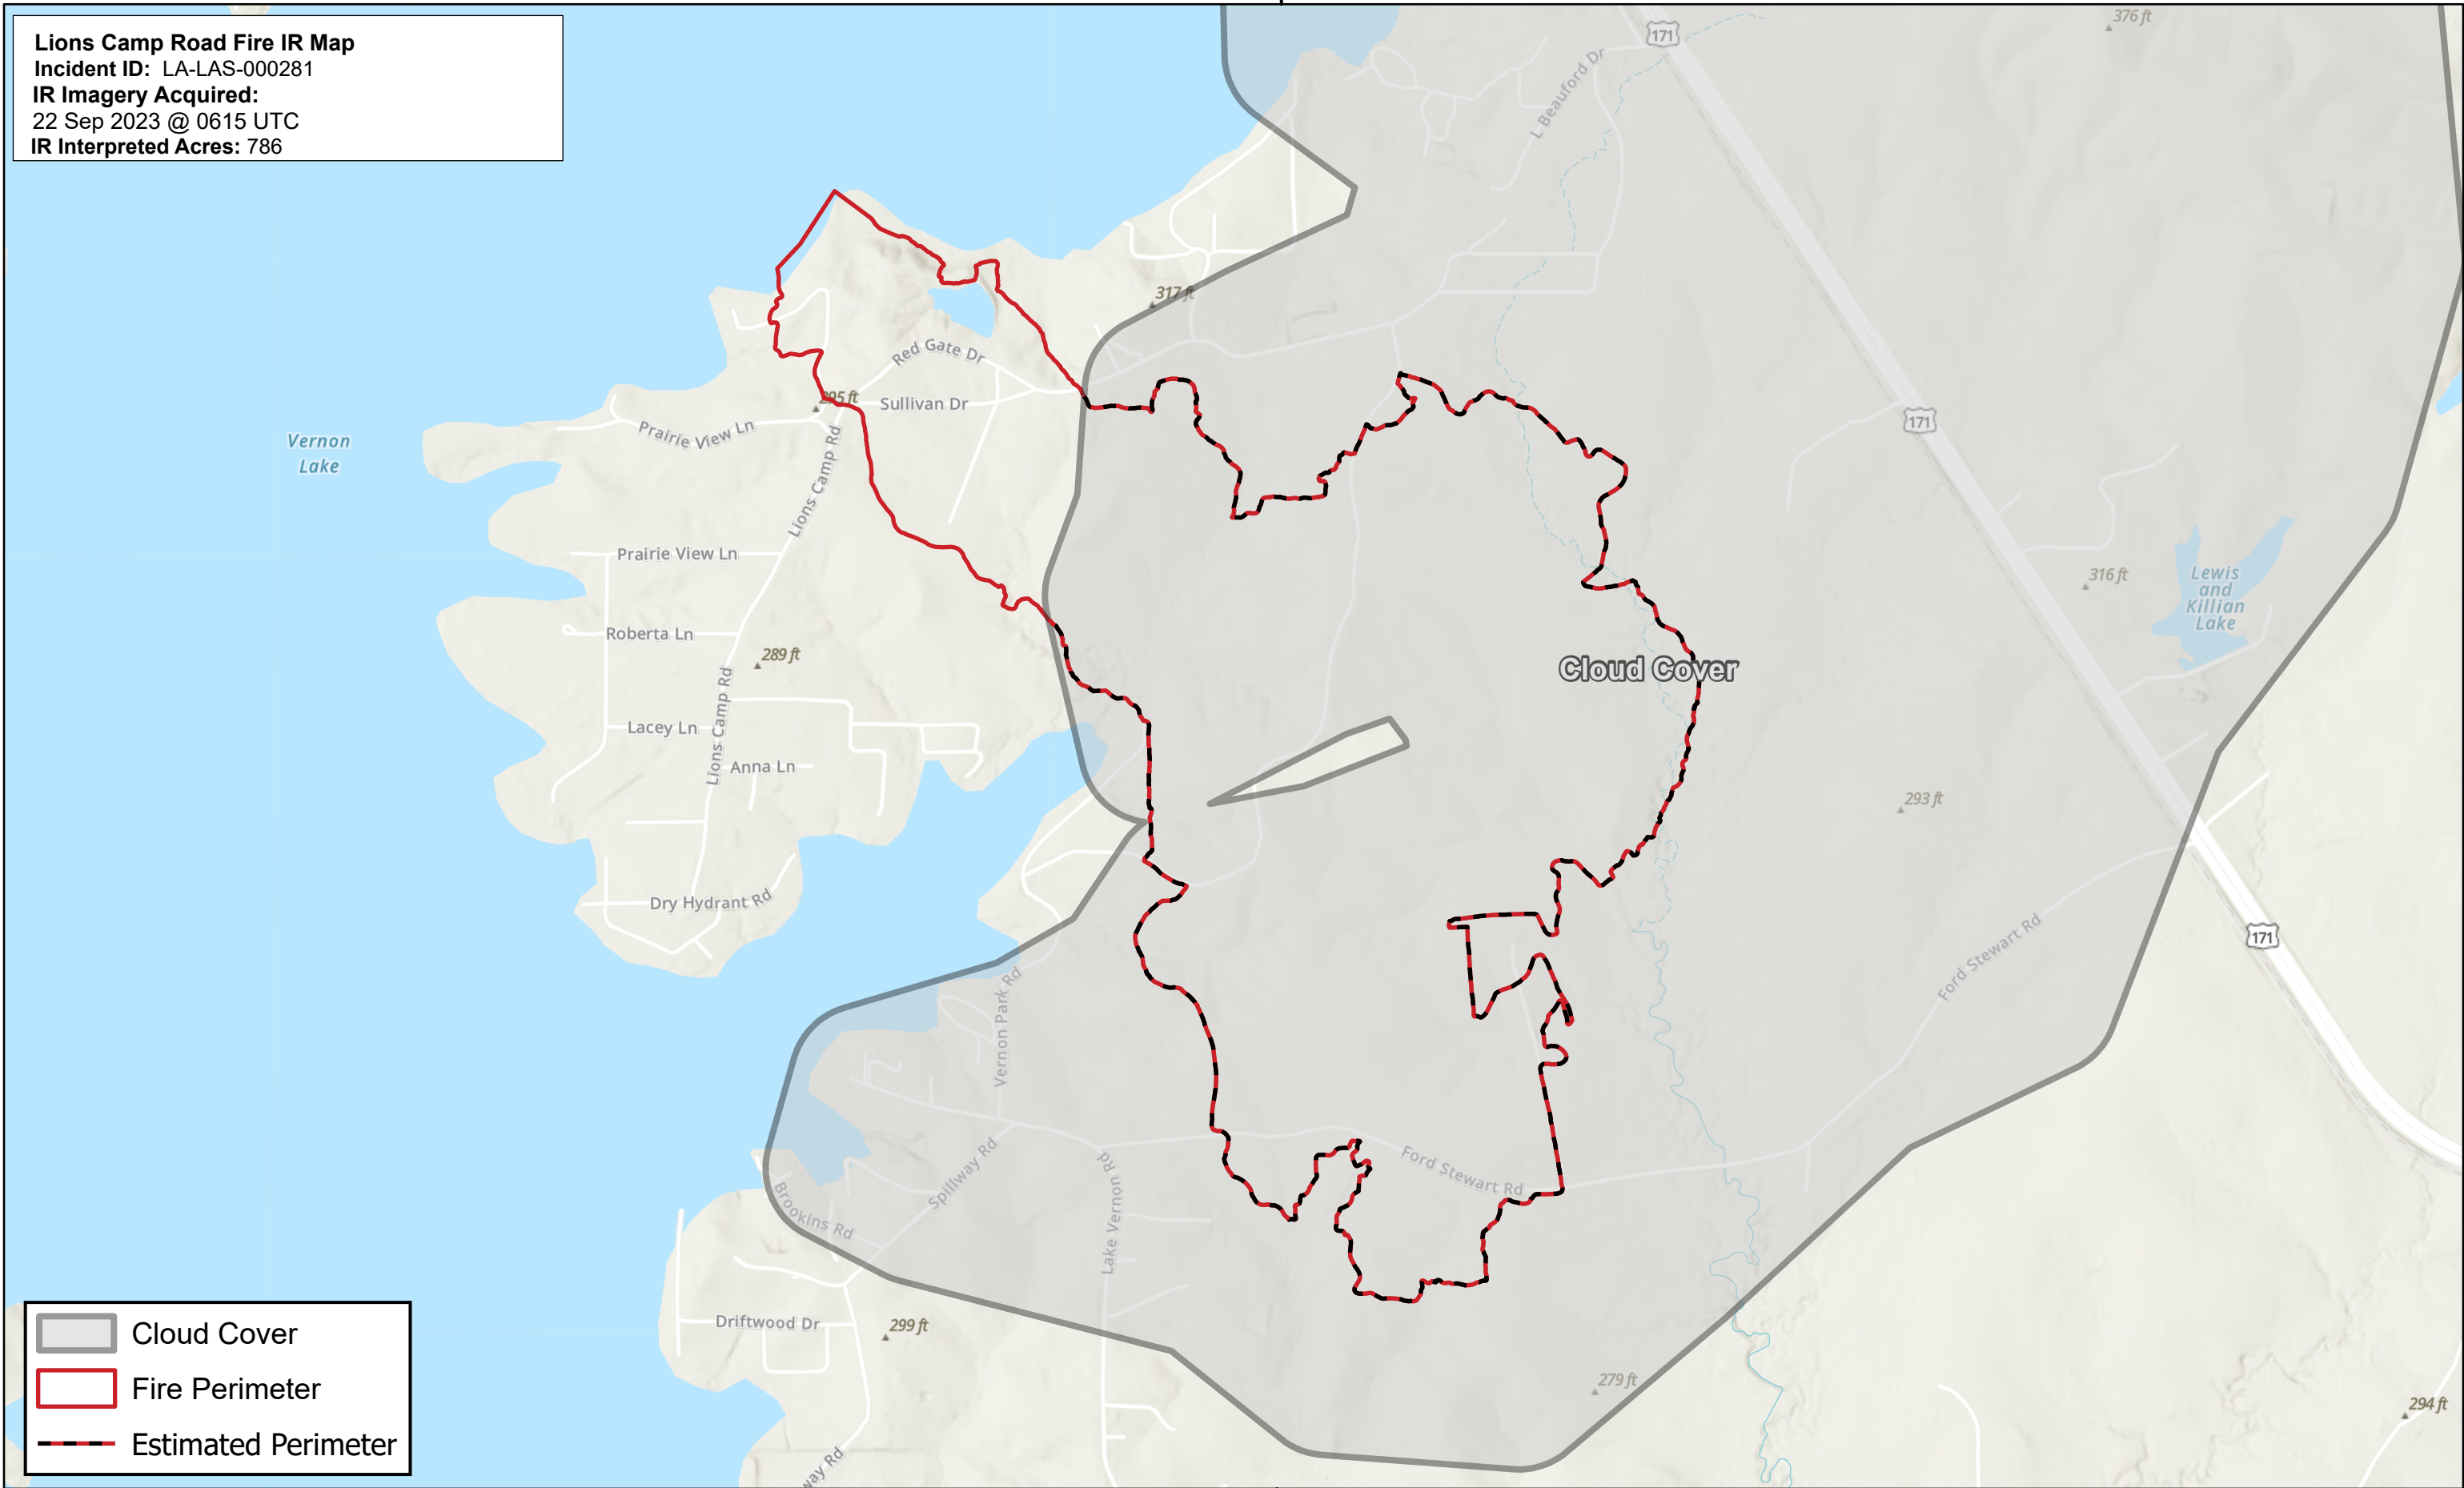 Lions Camp Road Fire IR Map
Incident ID: LA-LAS-000281
IR Imagery Acquired:
22 Sep 2023 @ 0615 UTC
IR Interpreted Acres: 786
376 ft
171
L Beauford Dr
317 ft
Red Gate Dr
295 ft
Sullivan Dr
171
Prairie View Ln
Vernon
Lake
Lions Camp Rd
Prairie View Ln
316 ft
Lewis
and
Killian
Lake
Roberta Ln
289 ft
Cloud Cover
Lacey Ln
Lions Camp Rd
Anna Ln
293 ft
Dry Hydrant Rd
171
Ford Stewart Rd
Vernon Park Rd
Spillway Rd
Ford Stewart Rd
Brookins Rd
Lake Vernon Rd
Driftwood Dr
299 ft
279 ft
294 ft
way Rd
Cloud Cover
Fire Perimeter
Estimated Perimeter